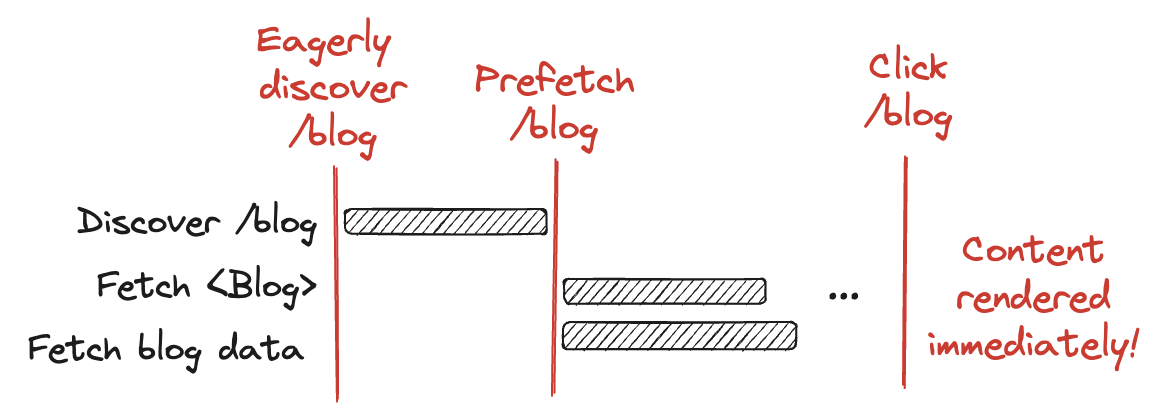 Eagerly
discover
/blog
Prefetch
/blog
Click
/blog
Discover /blog
Fetch <Blog>
Fetch blog data
...
Content
rendered
immediately!